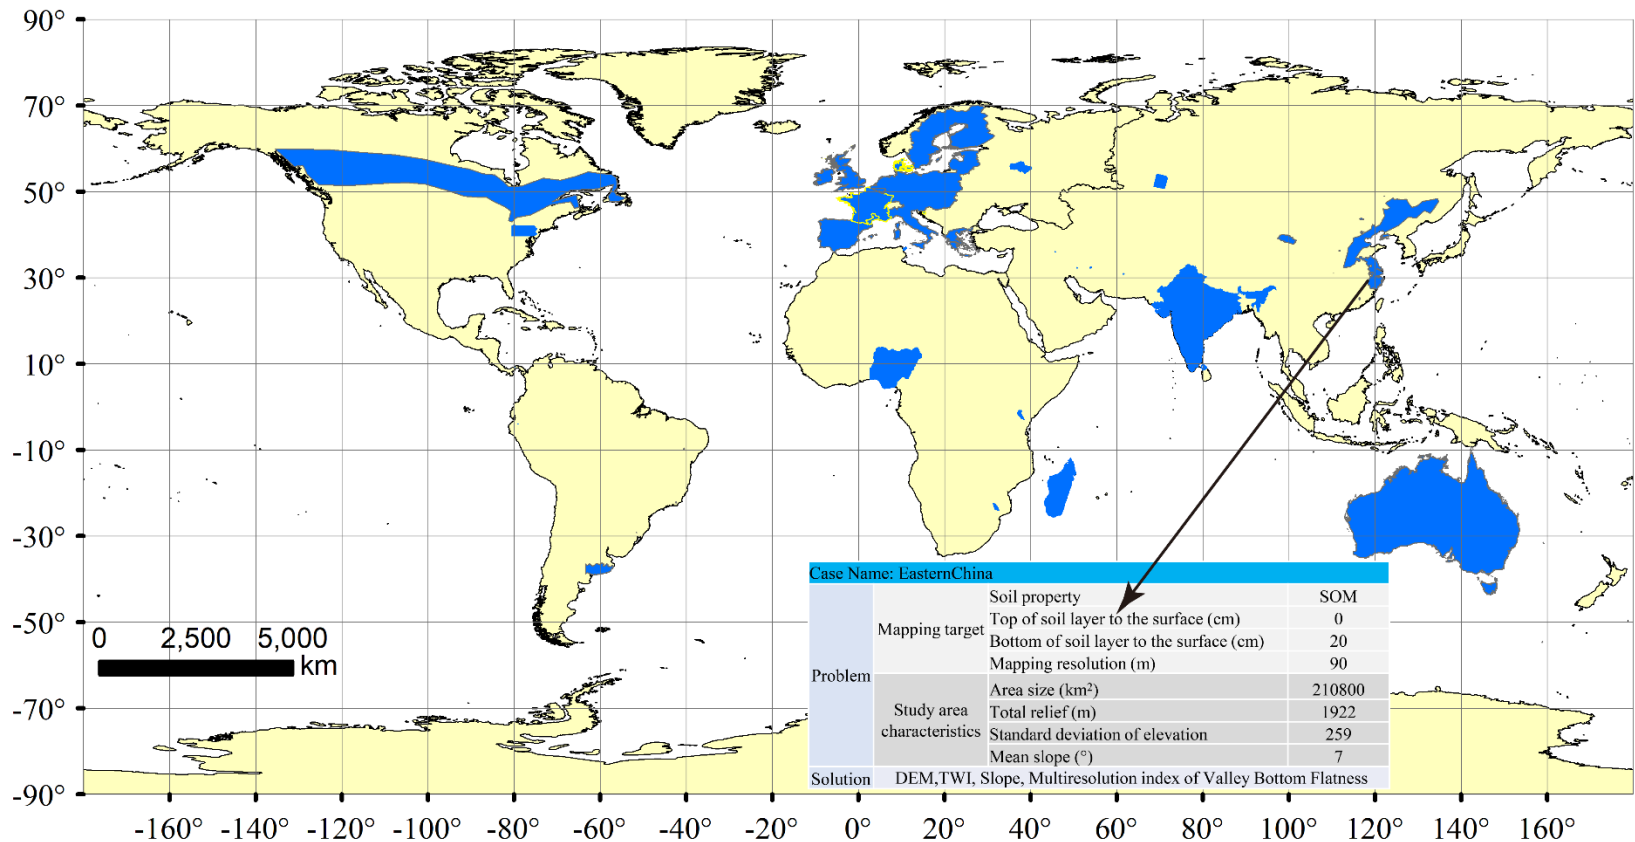 90°
70°
50°
30°
10°
-10°
-30°
-50°
-70°
-90°
0 2,500 5,000
km
Case Name: EasternChina
Problem
Mapping target
Soil property SOM
Top of soil layer to the surface (cm) 0
Bottom of soil layer to the surface (cm) 20
Mapping resolution (m) 90
Study area
characteristics
Area size (km²) 210800
Total relief (m) 1922
Standard deviation of elevation 259
Mean slope (°) 7
Solution DEM,TWI, Slope, Multiresolution index of Valley Bottom Flatness
-160° -140° -120° -100° -80° -60° -40° -20° 0° 20° 40° 60° 80° 100° 120° 140° 160°